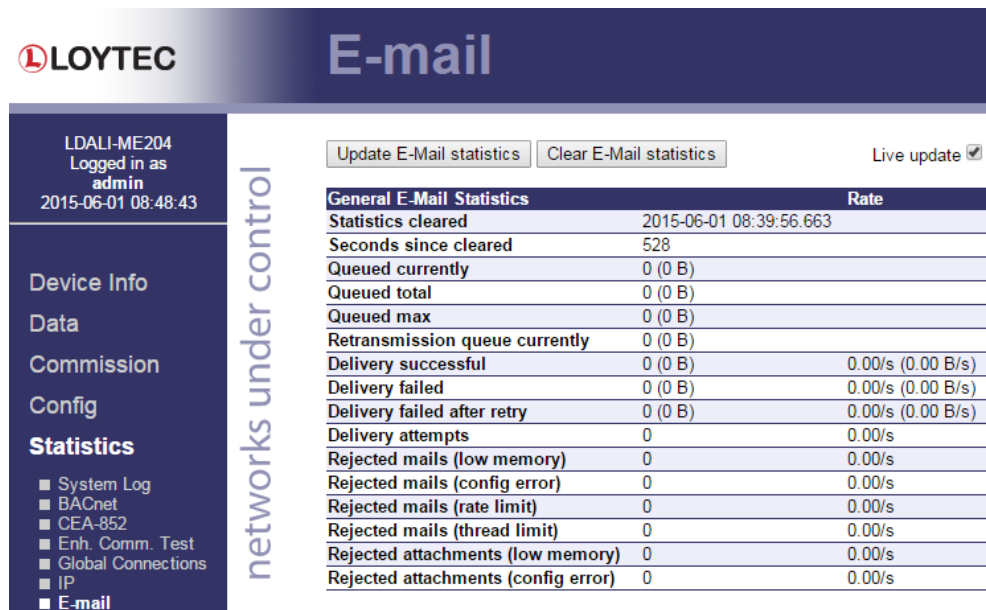 LOYTEC
E-mail
LDALI-ME204
Logged in as
admin
2015-06-01 08:48:43
Device Info
Data
Commission
Config
Statistics
System Log
BACnet
CEA-852
Enh. Comm. Test
Global Connections
IP
E-mail
networks under control
Update E-Mail statistics Clear E-Mail statistics Live update
General E-Mail Statistics Rate
Statistics cleared 2015-06-01 08:39:56.663
Seconds since cleared 528
Queued currently 0 (0 B)
Queued total 0 (0 B)
Queued max 0 (0 B)
Retransmission queue currently 0 (0 B)
Delivery successful 0 (0 B) 0.00/s (0.00 B/s)
Delivery failed 0 (0 B) 0.00/s (0.00 B/s)
Delivery failed after retry 0 (0 B) 0.00/s (0.00 B/s)
Delivery attempts 0 0.00/s
Rejected mails (low memory) 0 0.00/s
Rejected mails (config error) 0 0.00/s
Rejected mails (rate limit) 0 0.00/s
Rejected mails (thread limit) 0 0.00/s
Rejected attachments (low memory) 0 0.00/s
Rejected attachments (config error) 0 0.00/s